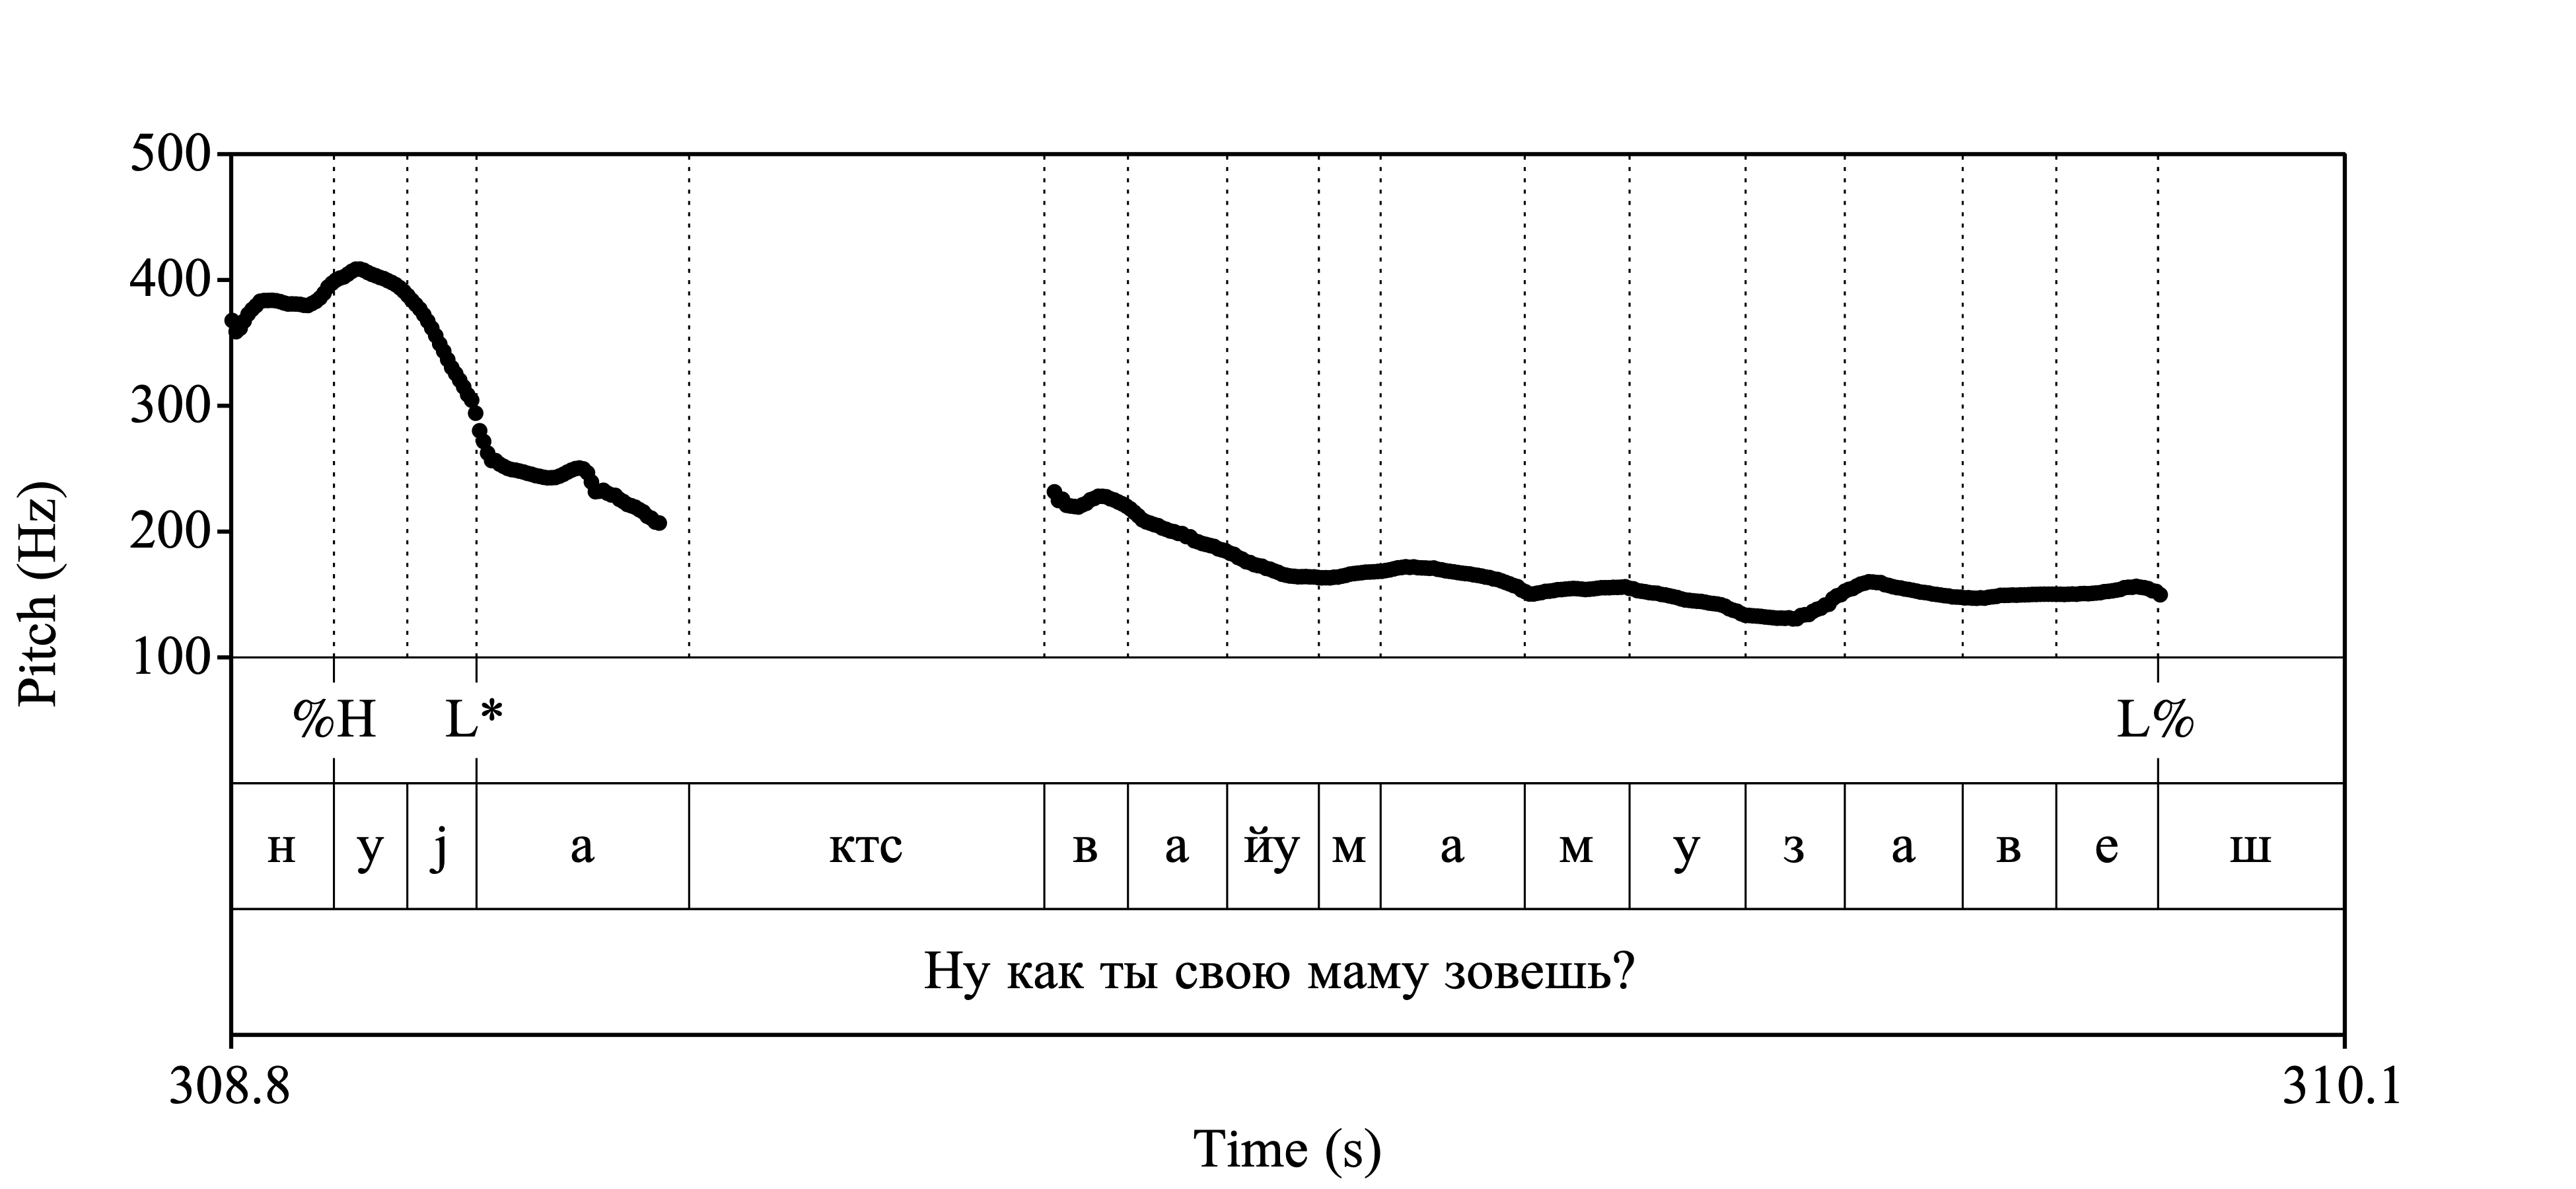 500
400
300
200
100
Pitch (Hz)
%H L* L%
н у j а ктс в а йу м а м у з а в е ш
Ну как ты свою маму зовешь?
308.8 310.1
Time (s)